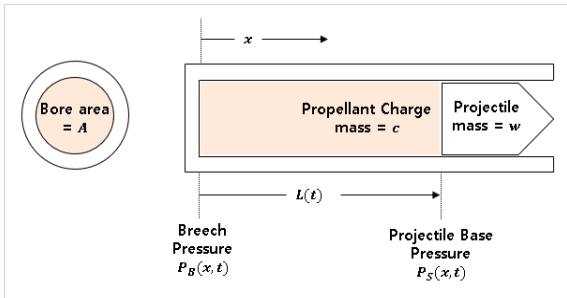 x
Bore area
= A
Propellant Charge
mass = c
Projectile
mass = w
L(t)
Breech
Pressure
P_B(x,t)
Projectile Base
Pressure
P_S(x,t)